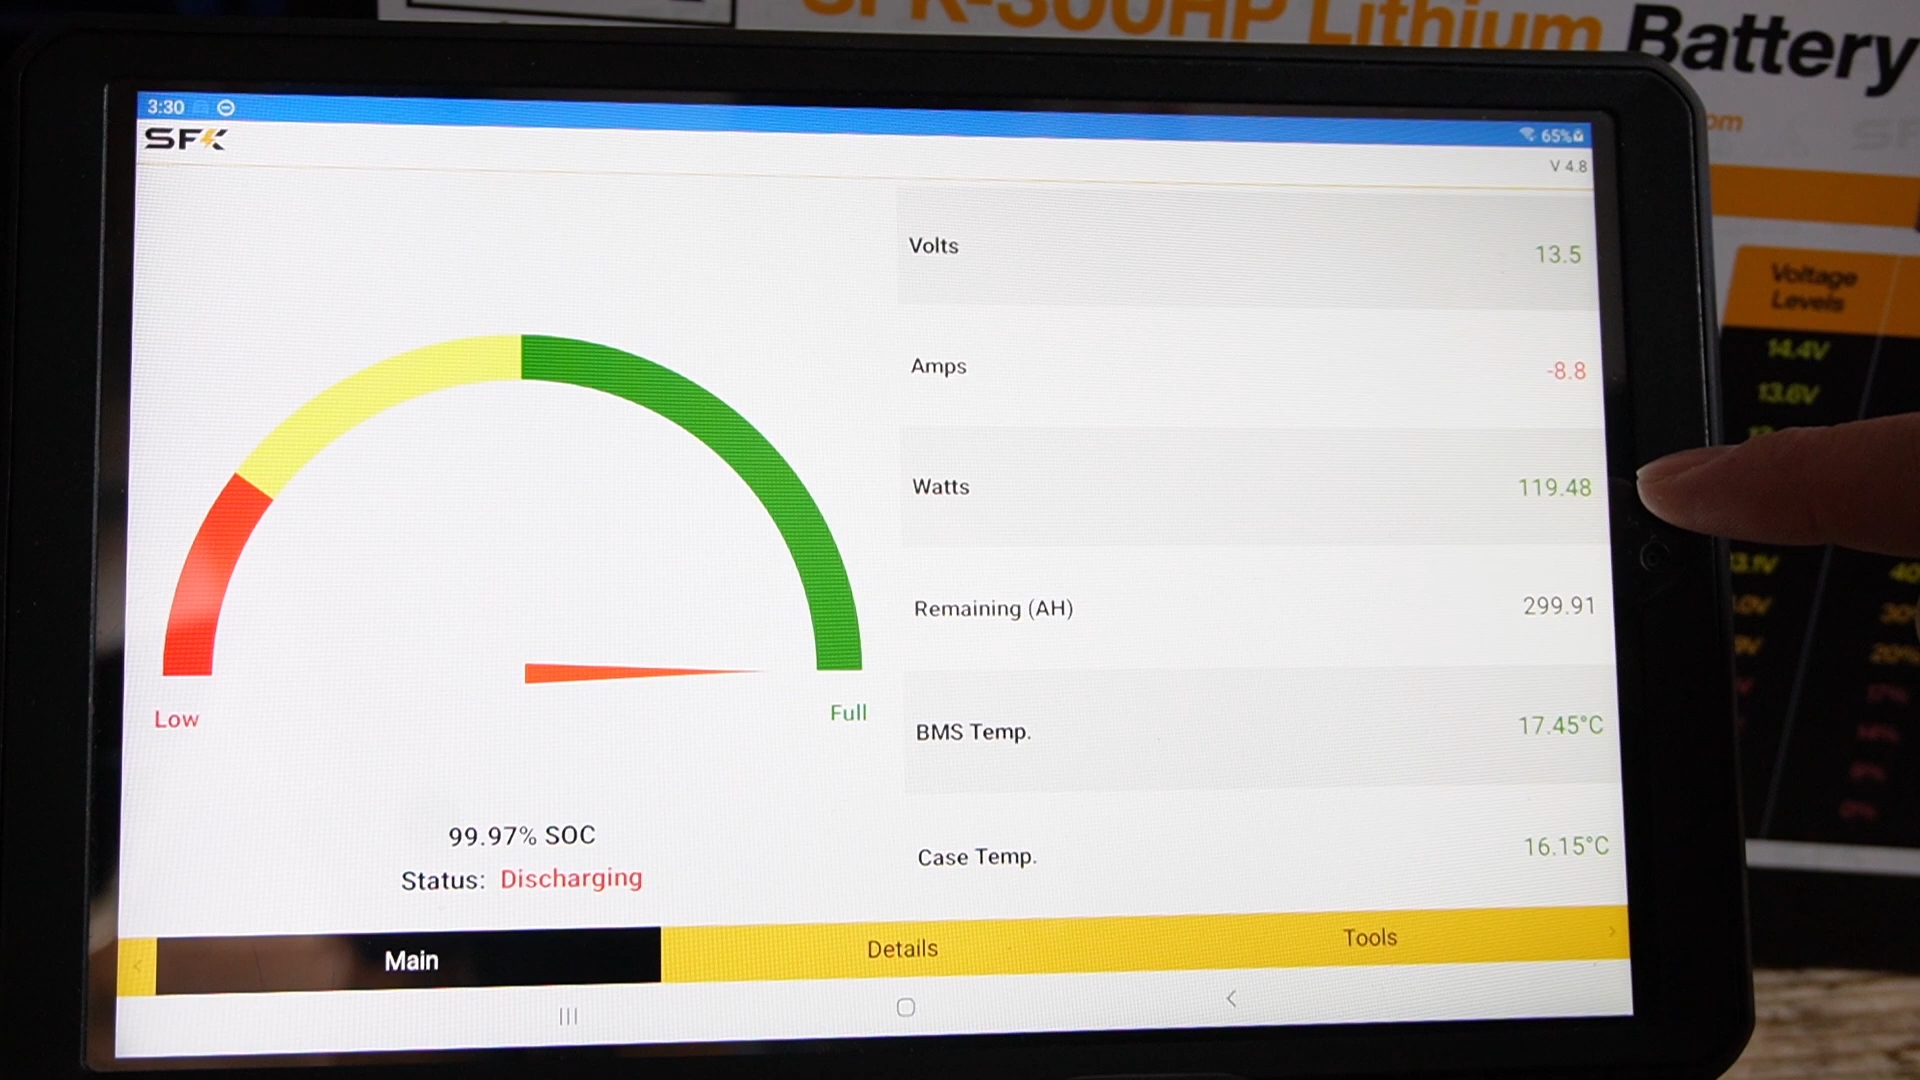 SFK-300HP Lithium Battery
3:30
65%
SFK
V 4.8
Volts
13.5
Amps
-8.8
Watts
119.48
Remaining (AH)
299.91
BMS Temp.
17.45°C
Case Temp.
16.15°C
Low
Full
99.97% SOC
Status: Discharging
Main
Details
Tools
Voltage
Levels
14.4V
13.6V